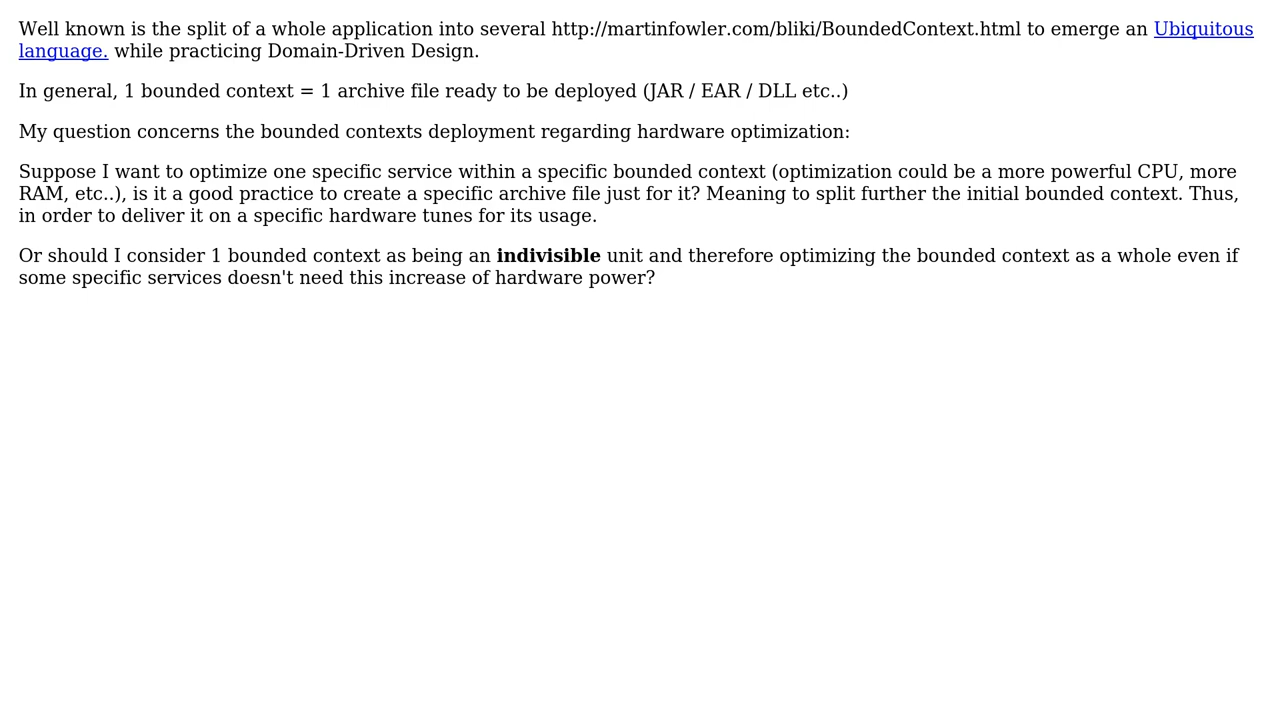 Well known is the split of a whole application into several http://martinfowler.com/bliki/BoundedContext.html to emerge an Ubiquitous
language. while practicing Domain-Driven Design.
In general, 1 bounded context = 1 archive file ready to be deployed (JAR / EAR / DLL etc..)
My question concerns the bounded contexts deployment regarding hardware optimization:
Suppose I want to optimize one specific service within a specific bounded context (optimization could be a more powerful CPU, more
RAM, etc..), is it a good practice to create a specific archive file just for it? Meaning to split further the initial bounded context. Thus,
in order to deliver it on a specific hardware tunes for its usage.
Or should I consider 1 bounded context as being an indivisible unit and therefore optimizing the bounded context as a whole even if
some specific services doesn't need this increase of hardware power?